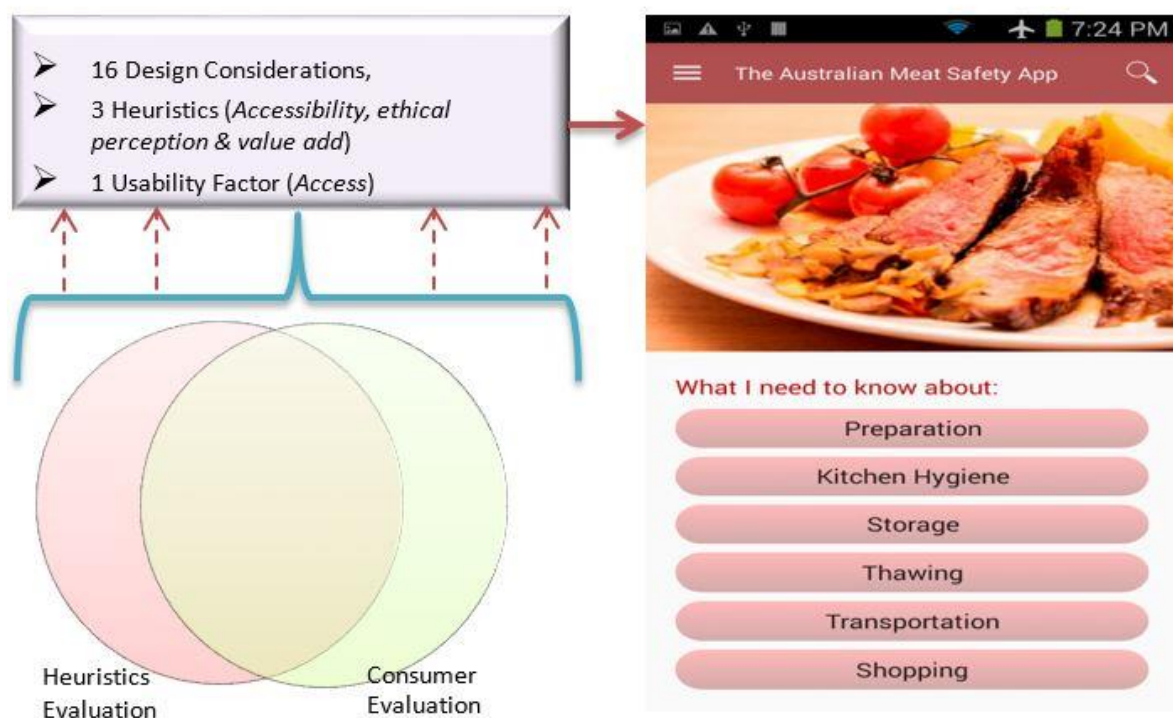 16 Design Considerations,
3 Heuristics (Accessibility, ethical
perception & value add)
1 Usability Factor (Access)
Heuristics
Evaluation
Consumer
Evaluation
7:24 PM
The Australian Meat Safety App
What I need to know about:
Preparation
Kitchen Hygiene
Storage
Thawing
Transportation
Shopping